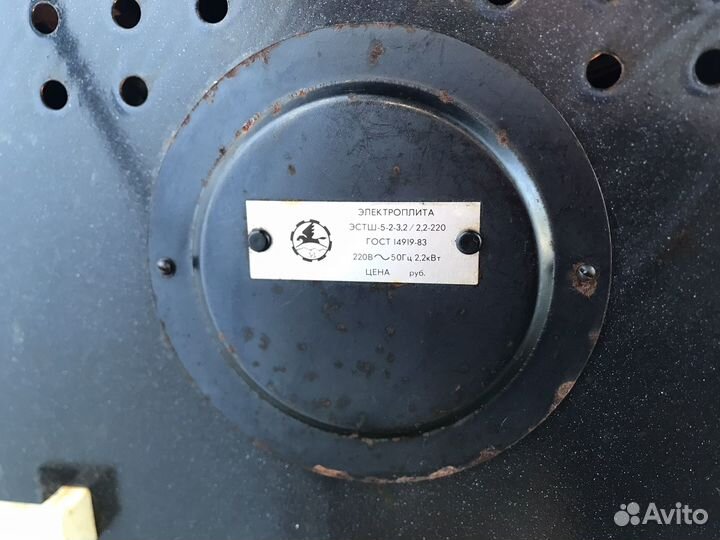 ЭЛЕКТРОПЛИТА
ЭСТШ-5-2-3,2 / 2,2-220
ГОСТ 14919-83
220В ~ 50Гц 2,2кВт
ЦЕНА руб.
Avito